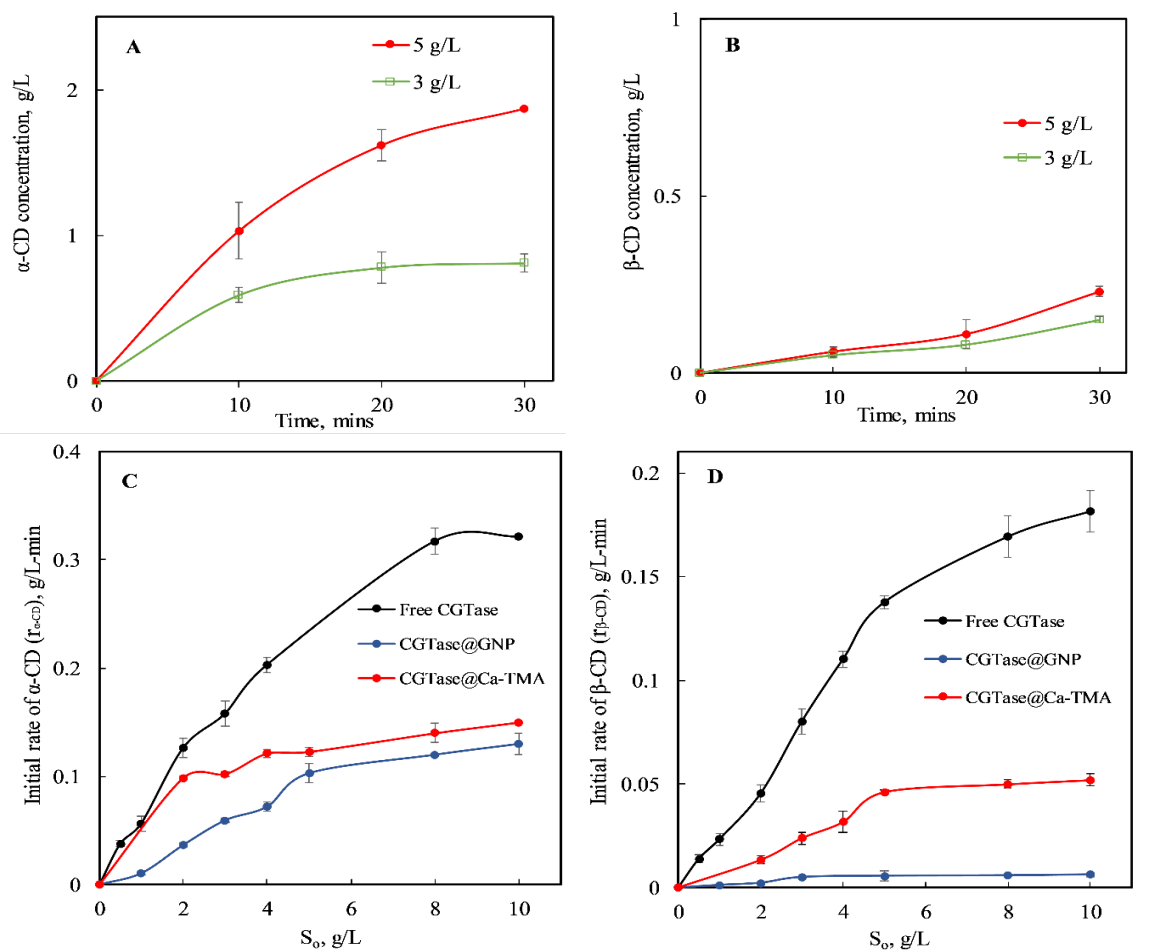 A
5 g/L
3 g/L
α-CD concentration, g/L
2
1
0
0 10 20 30
Time, mins
B
5 g/L
3 g/L
β-CD concentration, g/L
1
0.5
0
0 10 20 30
Time, mins
C
Free CGTase
CGTase@GNP
CGTase@Ca-TMA
Initial rate of α-CD (rα-CD), g/L-min
0.4
0.3
0.2
0.1
0
0 2 4 6 8 10
So, g/L
D
Free CGTase
CGTase@GNP
CGTase@Ca-TMA
Initial rate of β-CD (rβ-CD), g/L-min
0.2
0.15
0.1
0.05
0
0 2 4 6 8 10
So, g/L